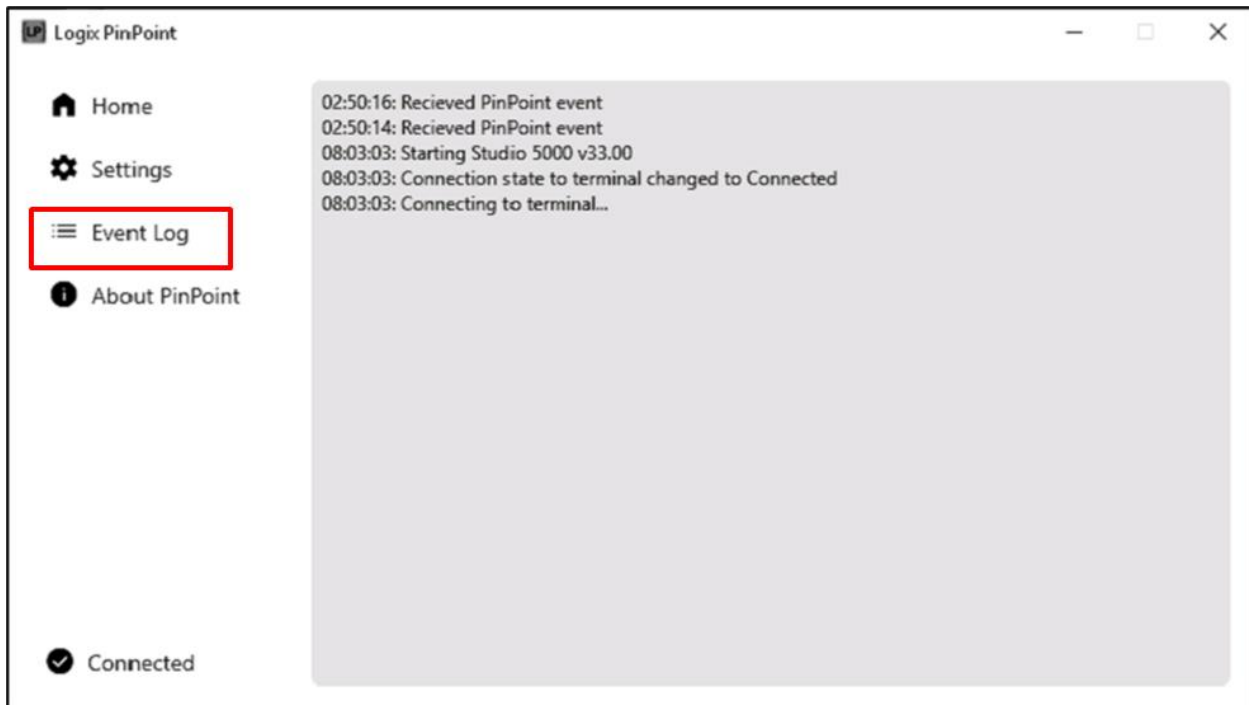 LP Logix PinPoint
Home
Settings
Event Log
About PinPoint
Connected
02:50:16: Recieved PinPoint event
02:50:14: Recieved PinPoint event
08:03:03: Starting Studio 5000 v33.00
08:03:03: Connection state to terminal changed to Connected
08:03:03: Connecting to terminal...